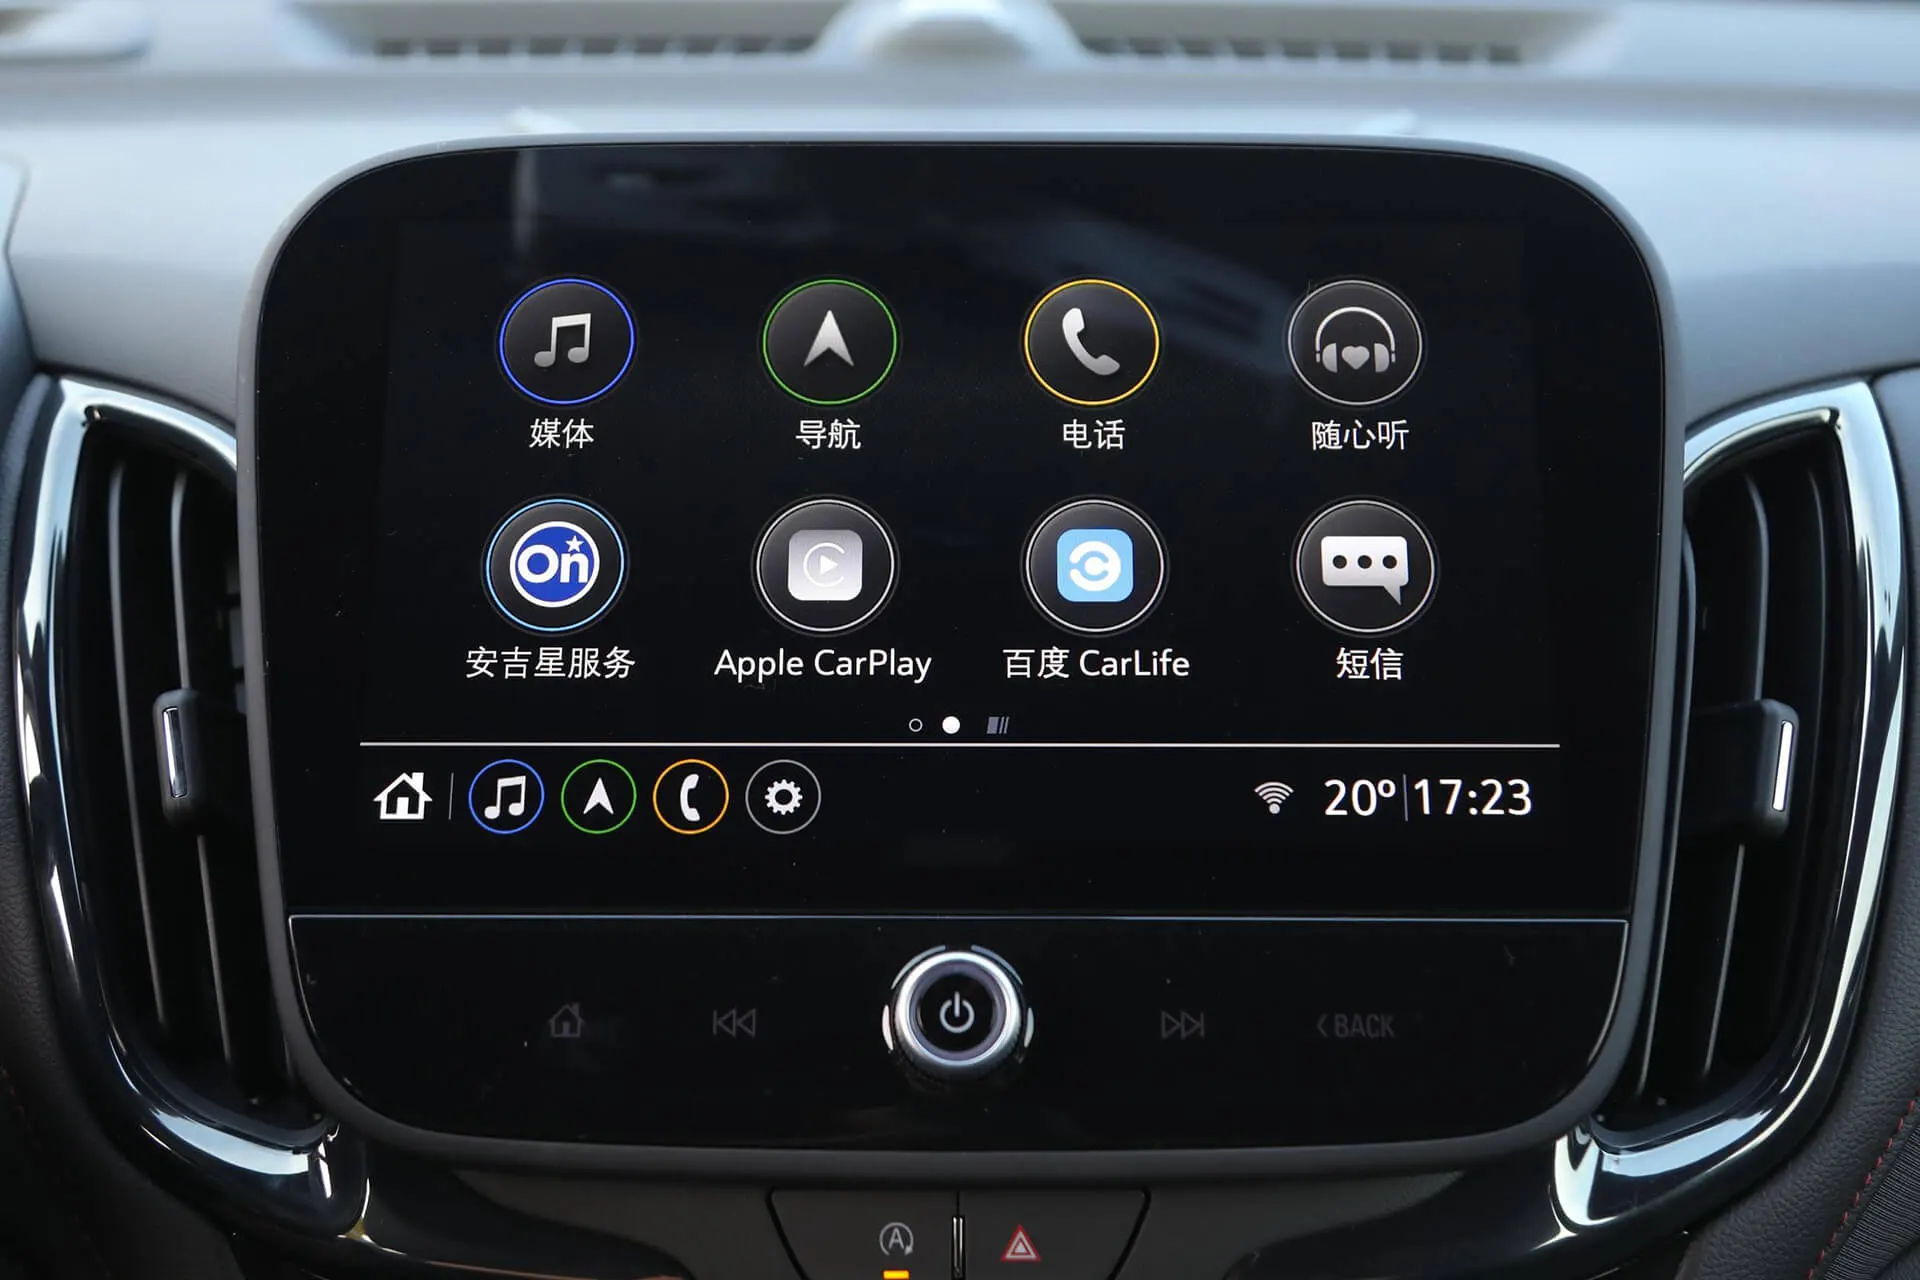 媒体
导航
电话
随心听
On
安吉星服务
Apple CarPlay
百度 CarLife
短信
20° 17:23
BACK
A